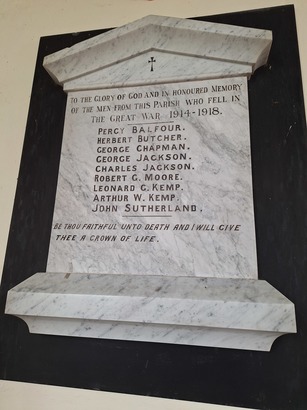 TO THE GLORY OF GOD AND IN HONOURED MEMORY
OF THE MEN FROM THIS PARISH WHO FELL IN
THE GREAT WAR 1914-1918.
PERCY BALFOUR.
HERBERT BUTCHER.
GEORGE CHAPMAN.
GEORGE JACKSON.
CHARLES JACKSON.
ROBERT G. MOORE.
LEONARD G. KEMP.
ARTHUR W. KEMP.
JOHN SUTHERLAND.
BE THOU FAITHFUL UNTO DEATH AND I WILL GIVE
THEE A CROWN OF LIFE.